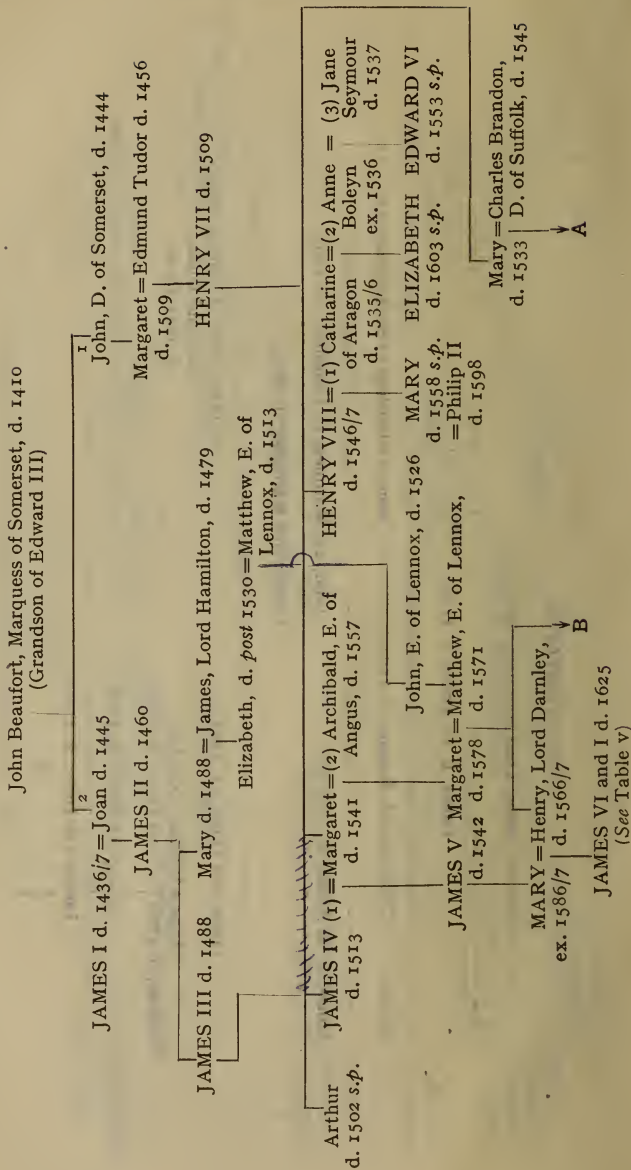 John Beaufort, Marquess of Somerset, d. 1410
(Grandson of Edward III)
2
1
JAMES I d. 1436/7=Joan d. 1445
John, D. of Somerset, d. 1444
JAMES II d. 1460
Margaret=Edmund Tudor d. 1456
d. 1509
JAMES III d. 1488
Mary d. 1488=James, Lord Hamilton, d. 1479
HENRY VII d. 1509
Elizabeth, d. post 1530=Matthew, E. of
Lennox, d. 1513
Arthur
d. 1502 s.p.
JAMES IV (1)=Margaret=(2) Archibald, E. of
d. 1513
d. 1541
Angus, d. 1557
HENRY VIII=(1) Catharine=(2) Anne = (3) Jane
d. 1546/7
of Aragon
Boleyn
Seymour
d. 1535/6
ex. 1536
d. 1537
John, E. of Lennox, d. 1526
MARY
ELIZABETH
EDWARD VI
d. 1558 s.p.
d. 1603 s.p.
d. 1553 s.p.
=Philip II
d. 1598
JAMES V
Margaret=Matthew, E. of Lennox,
d. 1542
d. 1578
d. 1571
Mary=Charles Brandon,
d. 1533
D. of Suffolk, d. 1545
MARY=Henry, Lord Darnley,
ex. 1586/7
d. 1566/7
B
A
JAMES VI and I d. 1625
(See Table V)